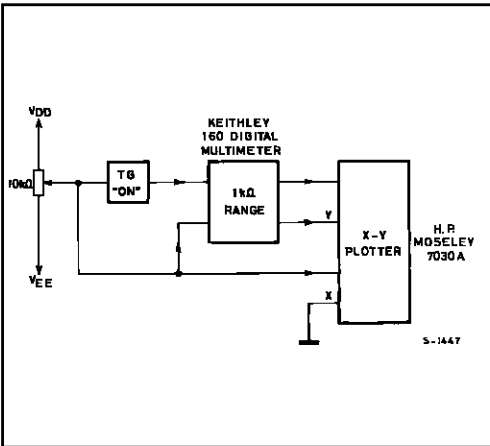 VDD
10kΩ
VEE
TG
"ON"
KEITHLEY
160 DIGITAL
MULTIMETER
1kΩ
RANGE
Y
X
X-Y
PLOTTER
H.P.
MOSELEY
7030A
S-1447